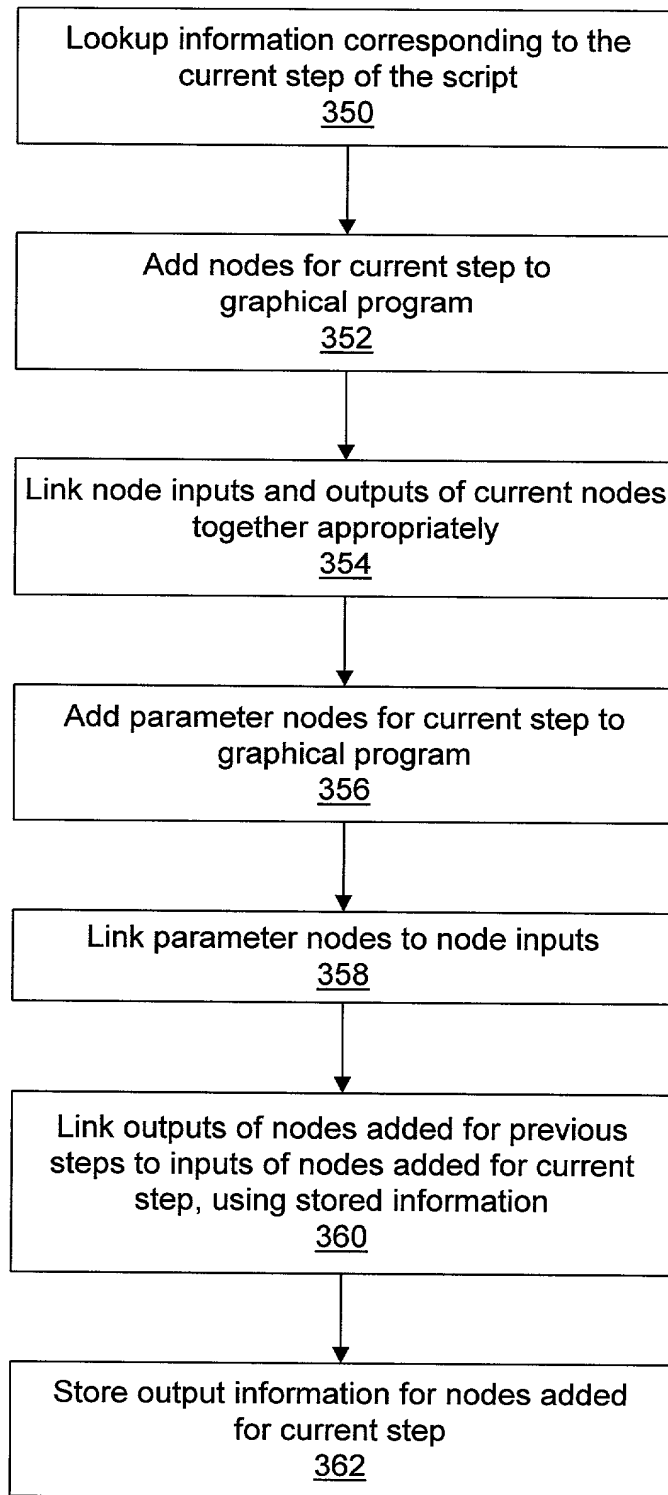 Lookup information corresponding to the
current step of the script
350
Add nodes for current step to
graphical program
352
Link node inputs and outputs of current nodes
together appropriately
354
Add parameter nodes for current step to
graphical program
356
Link parameter nodes to node inputs
358
Link outputs of nodes added for previous
steps to inputs of nodes added for current
step, using stored information
360
Store output information for nodes added
for current step
362